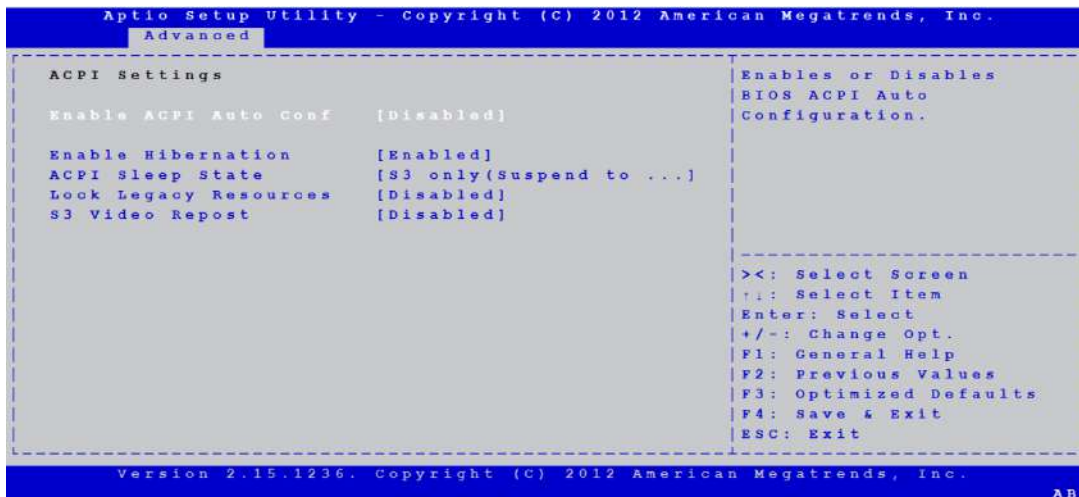 Aptio Setup Utility - Copyright (C) 2012 American Megatrends, Inc.
Advanced
ACPI Settings
Enable ACPI Auto Conf [Disabled]
Enable Hibernation [Enabled]
ACPI Sleep State [S3 only(Suspend to ...]
Lock Legacy Resources [Disabled]
S3 Video Repost [Disabled]
Enables or Disables
BIOS ACPI Auto
Configuration.
><: Select Screen
↑↓: Select Item
Enter: Select
+/-: Change Opt.
F1: General Help
F2: Previous Values
F3: Optimized Defaults
F4: Save & Exit
ESC: Exit
Version 2.15.1236. Copyright (C) 2012 American Megatrends, Inc.
AB